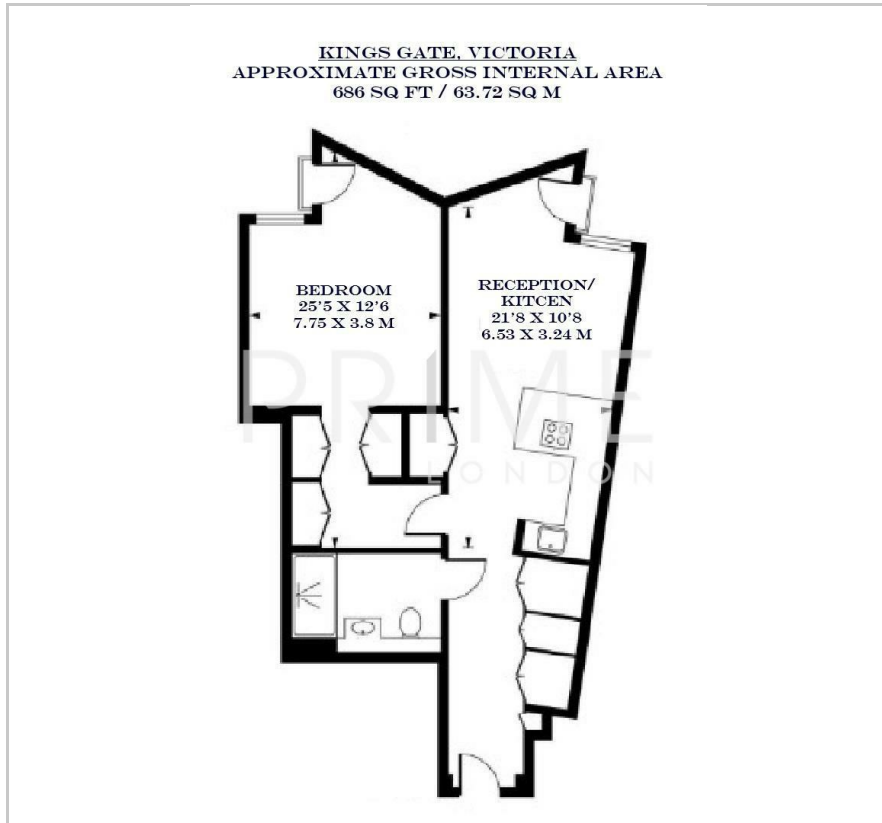 KINGS GATE, VICTORIA
APPROXIMATE GROSS INTERNAL AREA
686 SQ FT / 63.72 SQ M
BEDROOM
25'5 X 12'6
7.75 X 3.8 M
RECEPTION/
KITCEN
21'8 X 10'8
6.53 X 3.24 M
PRIME
LONDON